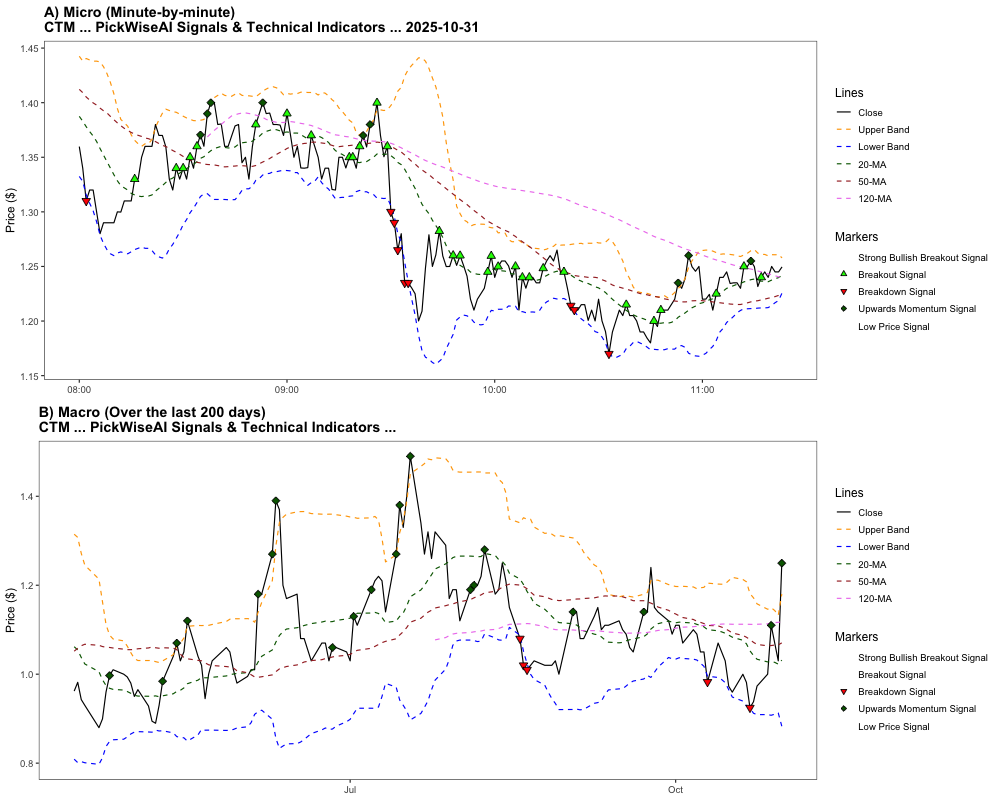 A) Micro (Minute-by-minute)
CTM ... PickWiseAI Signals & Technical Indicators ... 2025-10-31
Price ($)
1.45
1.40
1.35
1.30
1.25
1.20
1.15
08:00 09:00 10:00 11:00
Lines
Close
Upper Band
Lower Band
20-MA
50-MA
120-MA
Markers
Strong Bullish Breakout Signal
Breakout Signal
Breakdown Signal
Upwards Momentum Signal
Low Price Signal
B) Macro (Over the last 200 days)
CTM ... PickWiseAI Signals & Technical Indicators ...
Price ($)
1.4
1.2
1.0
0.8
Jul Oct
Lines
Close
Upper Band
Lower Band
20-MA
50-MA
120-MA
Markers
Strong Bullish Breakout Signal
Breakout Signal
Breakdown Signal
Upwards Momentum Signal
Low Price Signal